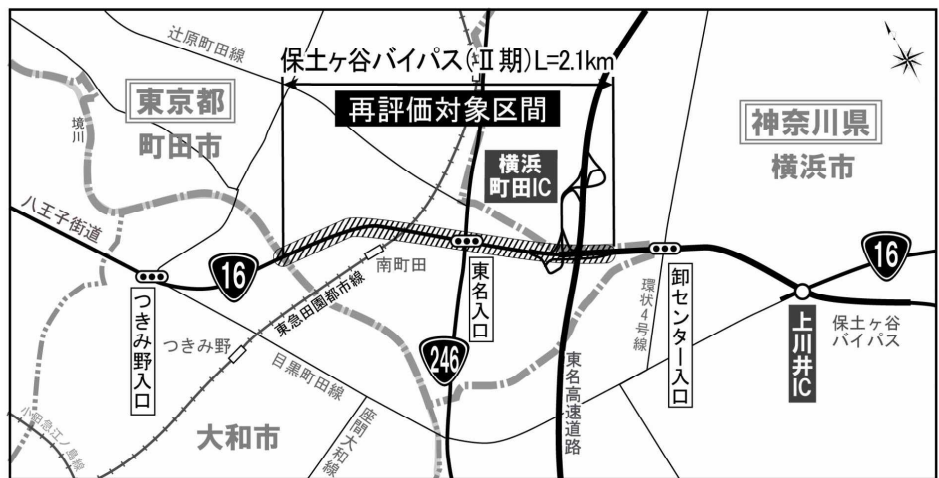 辻原町田線
保土ヶ谷バイパス(Ⅱ期)L=2.1km
再評価対象区間
東京都
町田市
境川
神奈川県
横浜市
横浜
町田IC
八王子街道
16
つきみ野入口
南町田
東急田園都市線
つきみ野
東名入口
246
目黒町田線
座間大和線
大和市
小田急江ノ島線
東名高速道路
環状4号線
卸センター入口
16
上川井IC
保土ヶ谷
バイパス